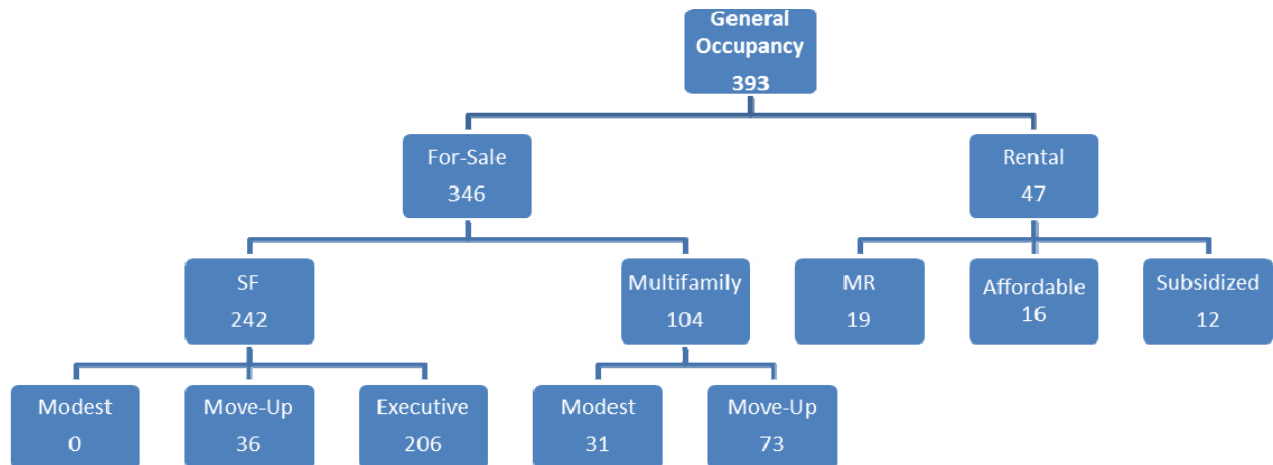 General
Occupancy
393
For-Sale
346
Rental
47
SF
242
Multifamily
104
MR
19
Affordable
16
Subsidized
12
Modest
0
Move-Up
36
Executive
206
Modest
31
Move-Up
73